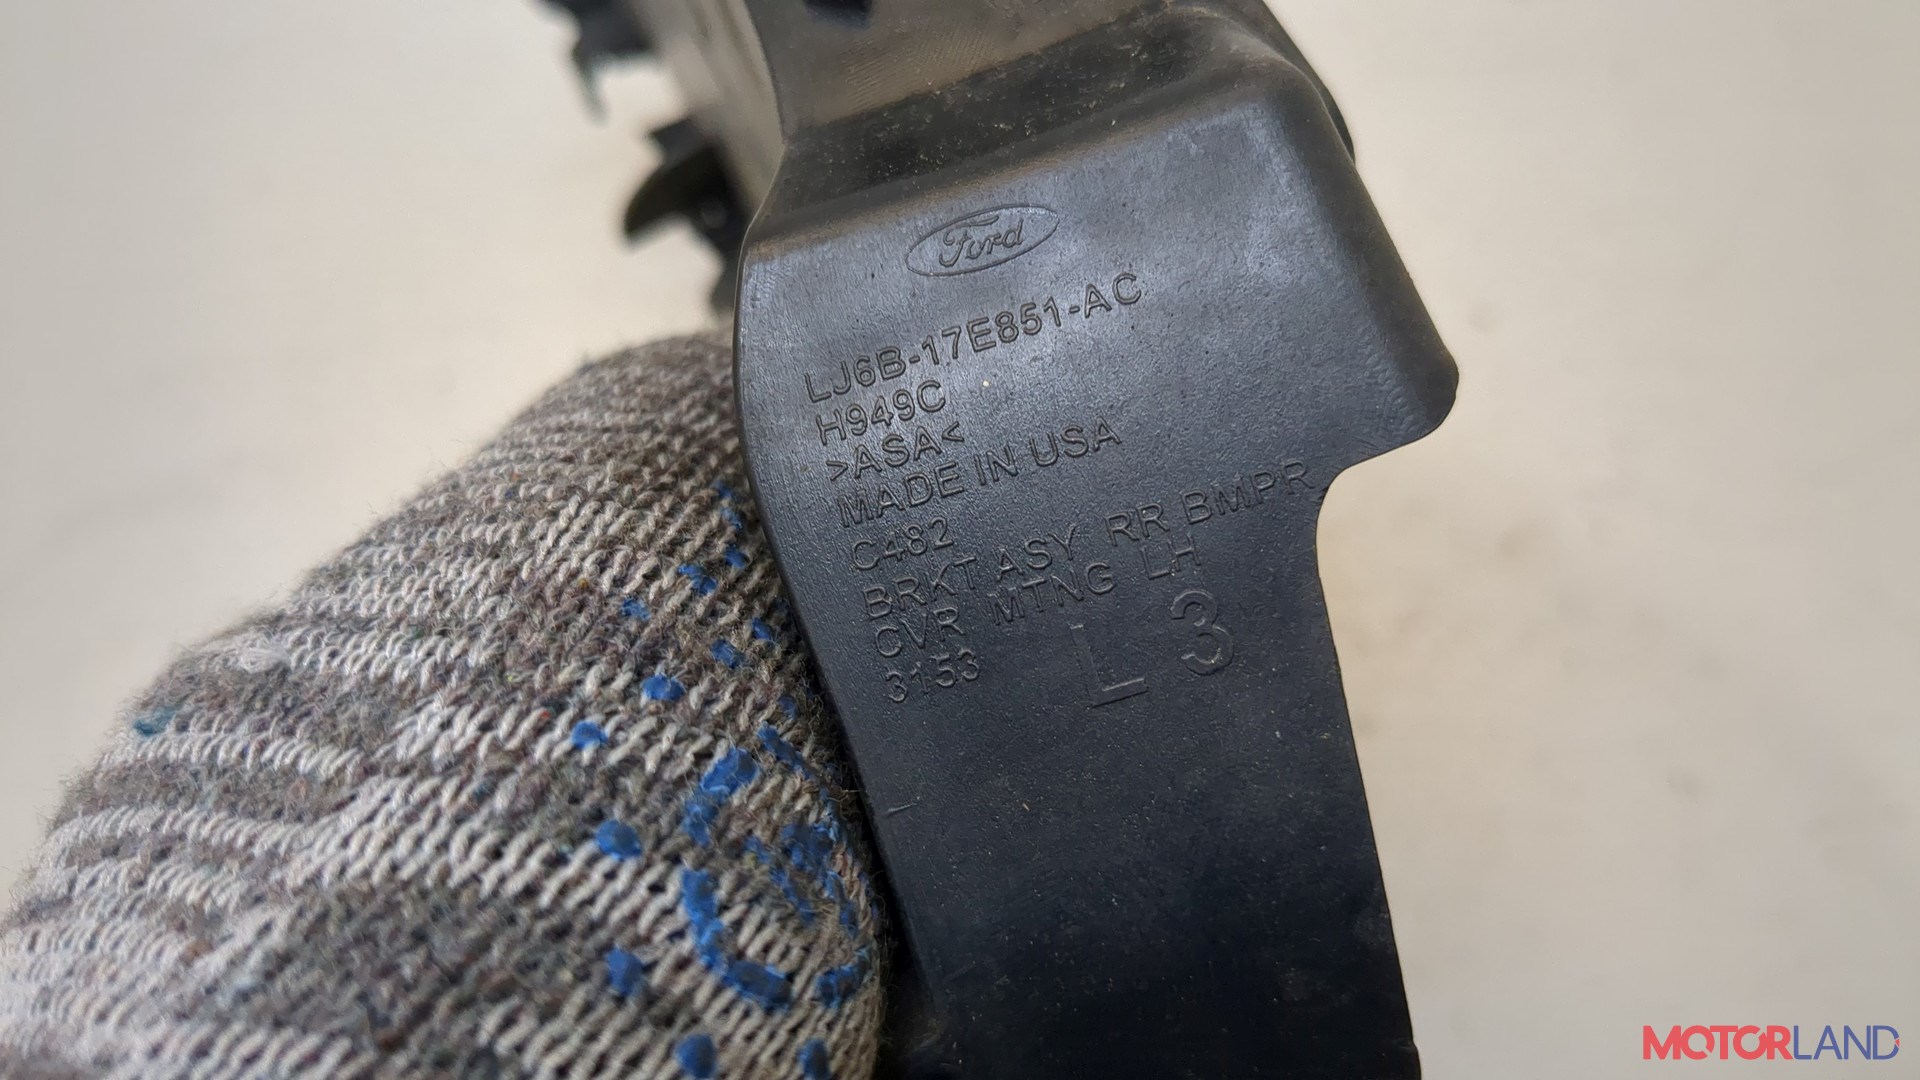 Ford
LJ6B-17E851-AC
H949C
>ASA<
MADE IN USA
C482
BRKT ASY RR BMPR
CVR MTNG LH
3153
L 3
MOTORLAND